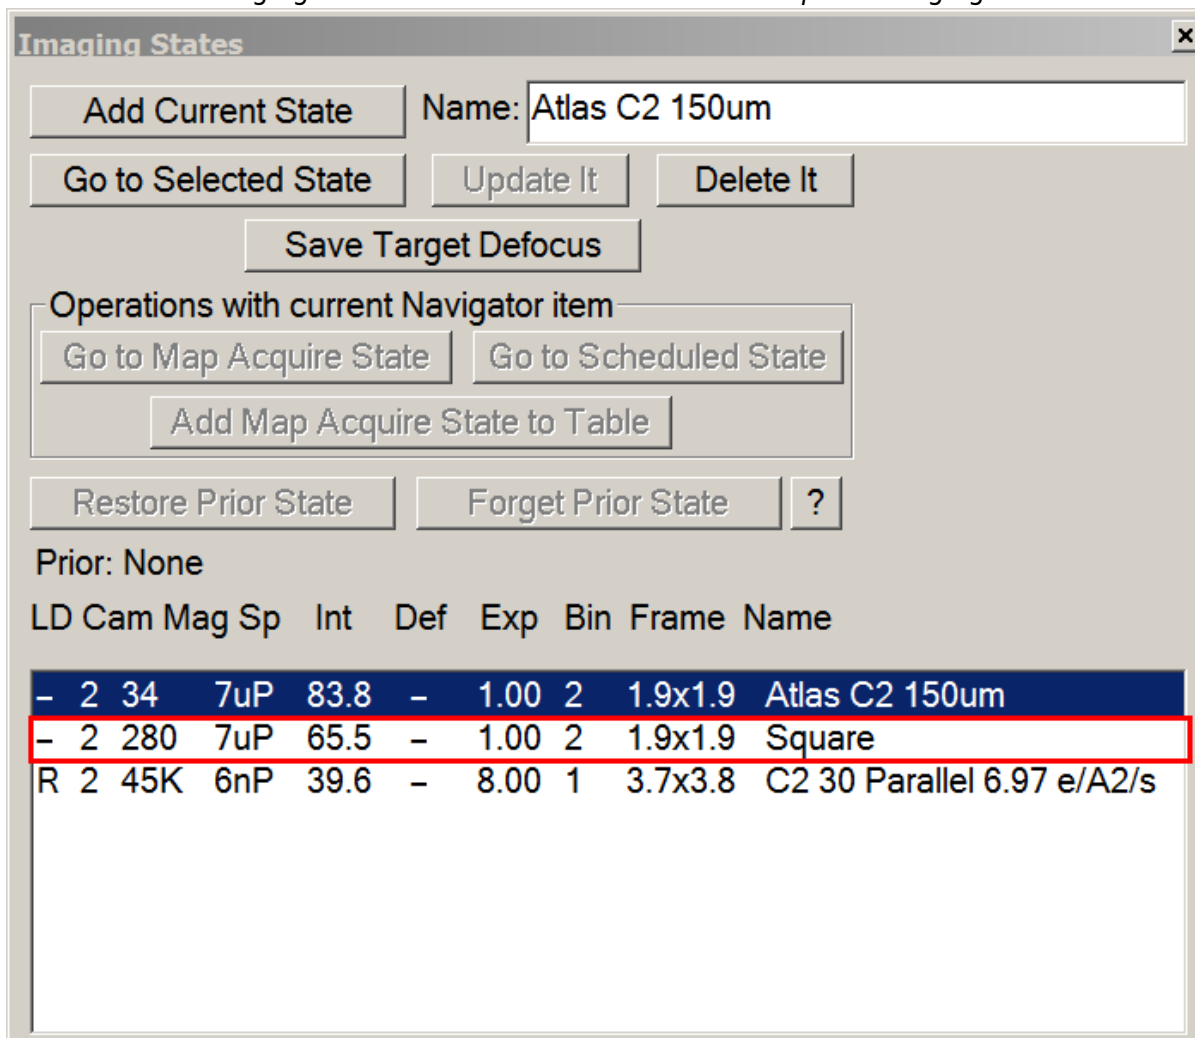 Imaging States
Add Current State Name: Atlas C2 150um
Go to Selected State Update It Delete It
Save Target Defocus
Operations with current Navigator item
Go to Map Acquire State Go to Scheduled State
Add Map Acquire State to Table
Restore Prior State Forget Prior State ?
Prior: None
LD Cam Mag Sp Int Def Exp Bin Frame Name
– 2 34 7uP 83.8 – 1.00 2 1.9x1.9 Atlas C2 150um
– 2 280 7uP 65.5 – 1.00 2 1.9x1.9 Square
R 2 45K 6nP 39.6 – 8.00 1 3.7x3.8 C2 30 Parallel 6.97 e/A2/s